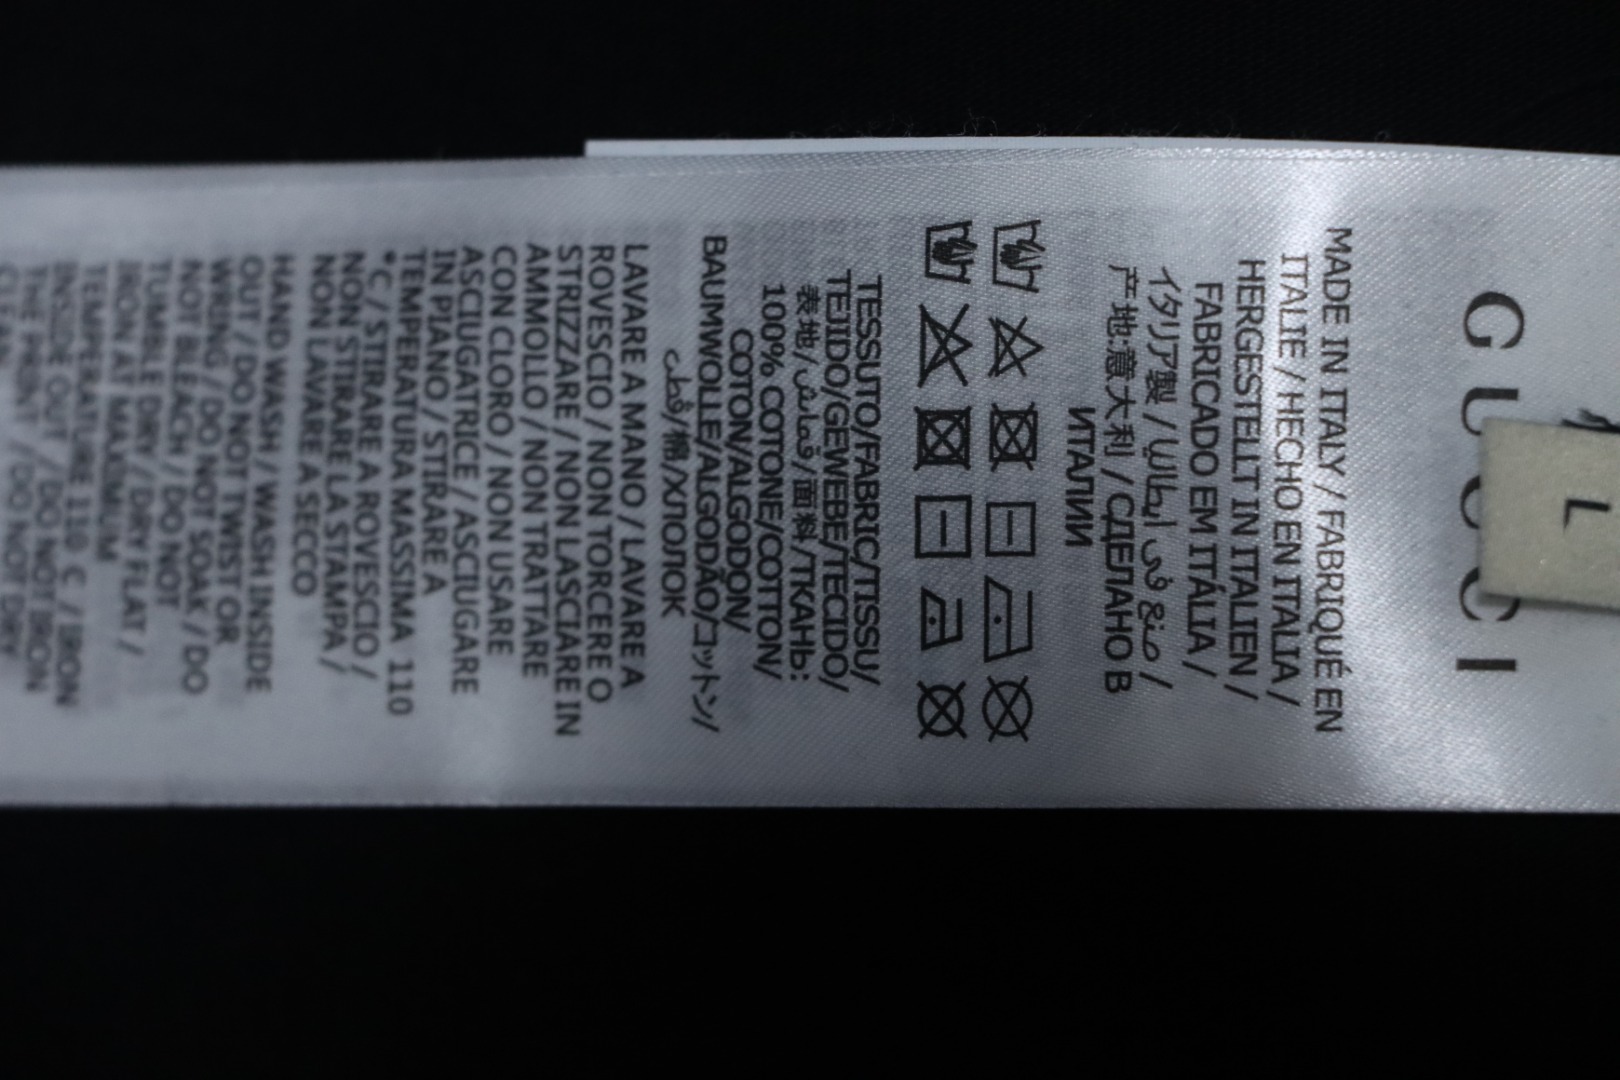 GUCCI
L
MADE IN ITALY / FABRIQUÉ EN
ITALIE / HECHO EN ITALIA /
HERGESTELLT IN ITALIEN /
FABRICADO EM ITÁLIA /
イタリア製 / صنع في إيطاليا /
产地:意大利 / СДЕЛАНО В
ИТАЛИИ
TESSUTO/FABRIC/TISSU/
TEJIDO/GEWEBE/TECIDO/
表地/قماش/面料/ТКАНЬ:
100% COTONE/COTTON/
COTON/ALGODON/
BAUMWOLLE/ALGODÃO/コットン/
قطن/棉/ХЛОПОК
LAVARE A MANO / LAVARE A
ROVESCIO / NON TORCERE O
STRIZZARE / NON LASCIARE IN
AMMOLLO / NON TRATTARE
CON CLORO / NON USARE
ASCIUGATRICE / ASCIUGARE
IN PIANO / STIRARE A
TEMPERATURA MASSIMA 110
°C / STIRARE A ROVESCIO /
NON STIRARE LA STAMPA /
NON LAVARE A SECCO
HAND WASH / WASH INSIDE
OUT / DO NOT TWIST OR
WRING / DO NOT SOAK / DO
NOT BLEACH / DO NOT
TUMBLE DRY / DRY FLAT /
IRON AT MAXIMUM
TEMPERATURE 110 °C / IRON
INSIDE OUT / DO NOT IRON
THE PRINT / DO NOT DRY
CLEAN